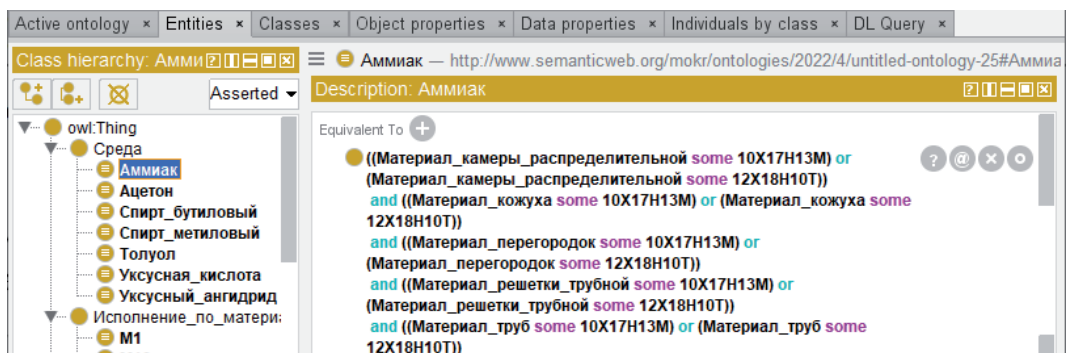 Active ontology × Entities × Classes × Object properties × Data properties × Individuals by class × DL Query ×
Class hierarchy: Амми
Asserted
owl:Thing
Среда
Аммиак
Ацетон
Спирт_бутиловый
Спирт_метиловый
Толуол
Уксусная_кислота
Уксусный_ангидрид
Исполнение_по_матери
М1
Аммиак — http://www.semanticweb.org/mokr/ontologies/2022/4/untitled-ontology-25#Аммиа
Description: Аммиак
Equivalent To
((Материал_камеры_распределительной some 10Х17Н13М) or
(Материал_камеры_распределительной some 12Х18Н10Т))
and ((Материал_кожуха some 10Х17Н13М) or (Материал_кожуха some
12Х18Н10Т))
and ((Материал_перегородок some 10Х17Н13М) or
(Материал_перегородок some 12Х18Н10Т))
and ((Материал_решетки_трубной some 10Х17Н13М) or
(Материал_решетки_трубной some 12Х18Н10Т))
and ((Материал_труб some 10Х17Н13М) or (Материал_труб some
12Х18Н10Т))